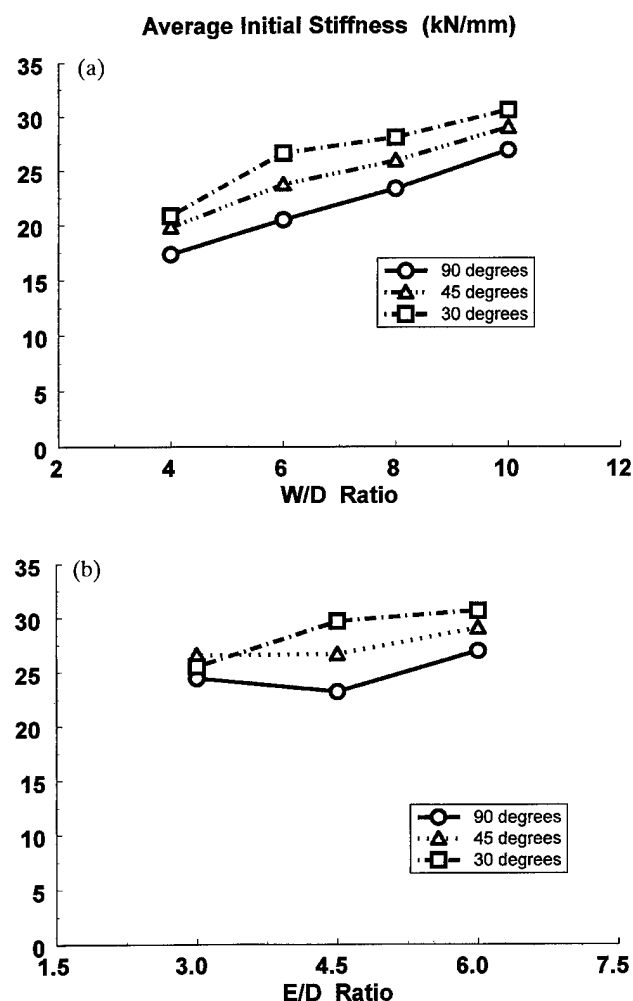 Average Initial Stiffness (kN/mm)
35
(a)
30
25
20
15
10
5
0
90 degrees
45 degrees
30 degrees
2
4
6
8
10
12
W/D Ratio
35
(b)
30
25
20
15
10
5
0
90 degrees
45 degrees
30 degrees
1.5
3.0
4.5
6.0
7.5
E/D Ratio